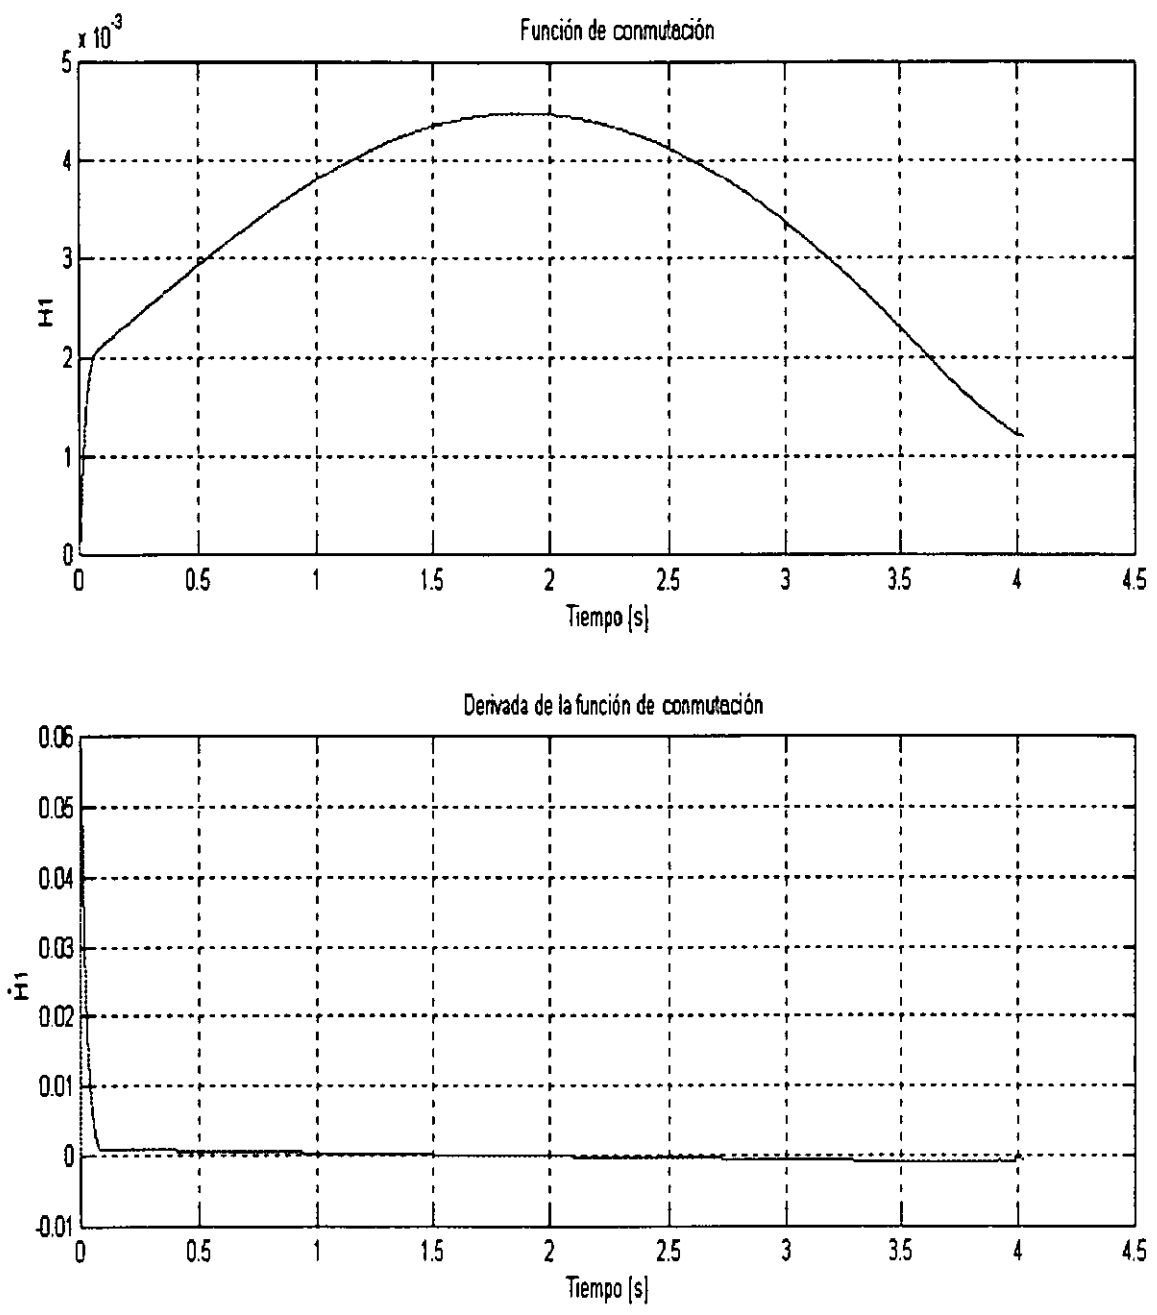 x 10^-3
Función de conmutación
5
4
3
2
1
0
H1
0 0.5 1 1.5 2 2.5 3 3.5 4 4.5
Tiempo [s]
Derivada de la función de conmutación
0.06
0.05
0.04
0.03
0.02
0.01
0
-0.01
Ḣ1
0 0.5 1 1.5 2 2.5 3 3.5 4 4.5
Tiempo [s]